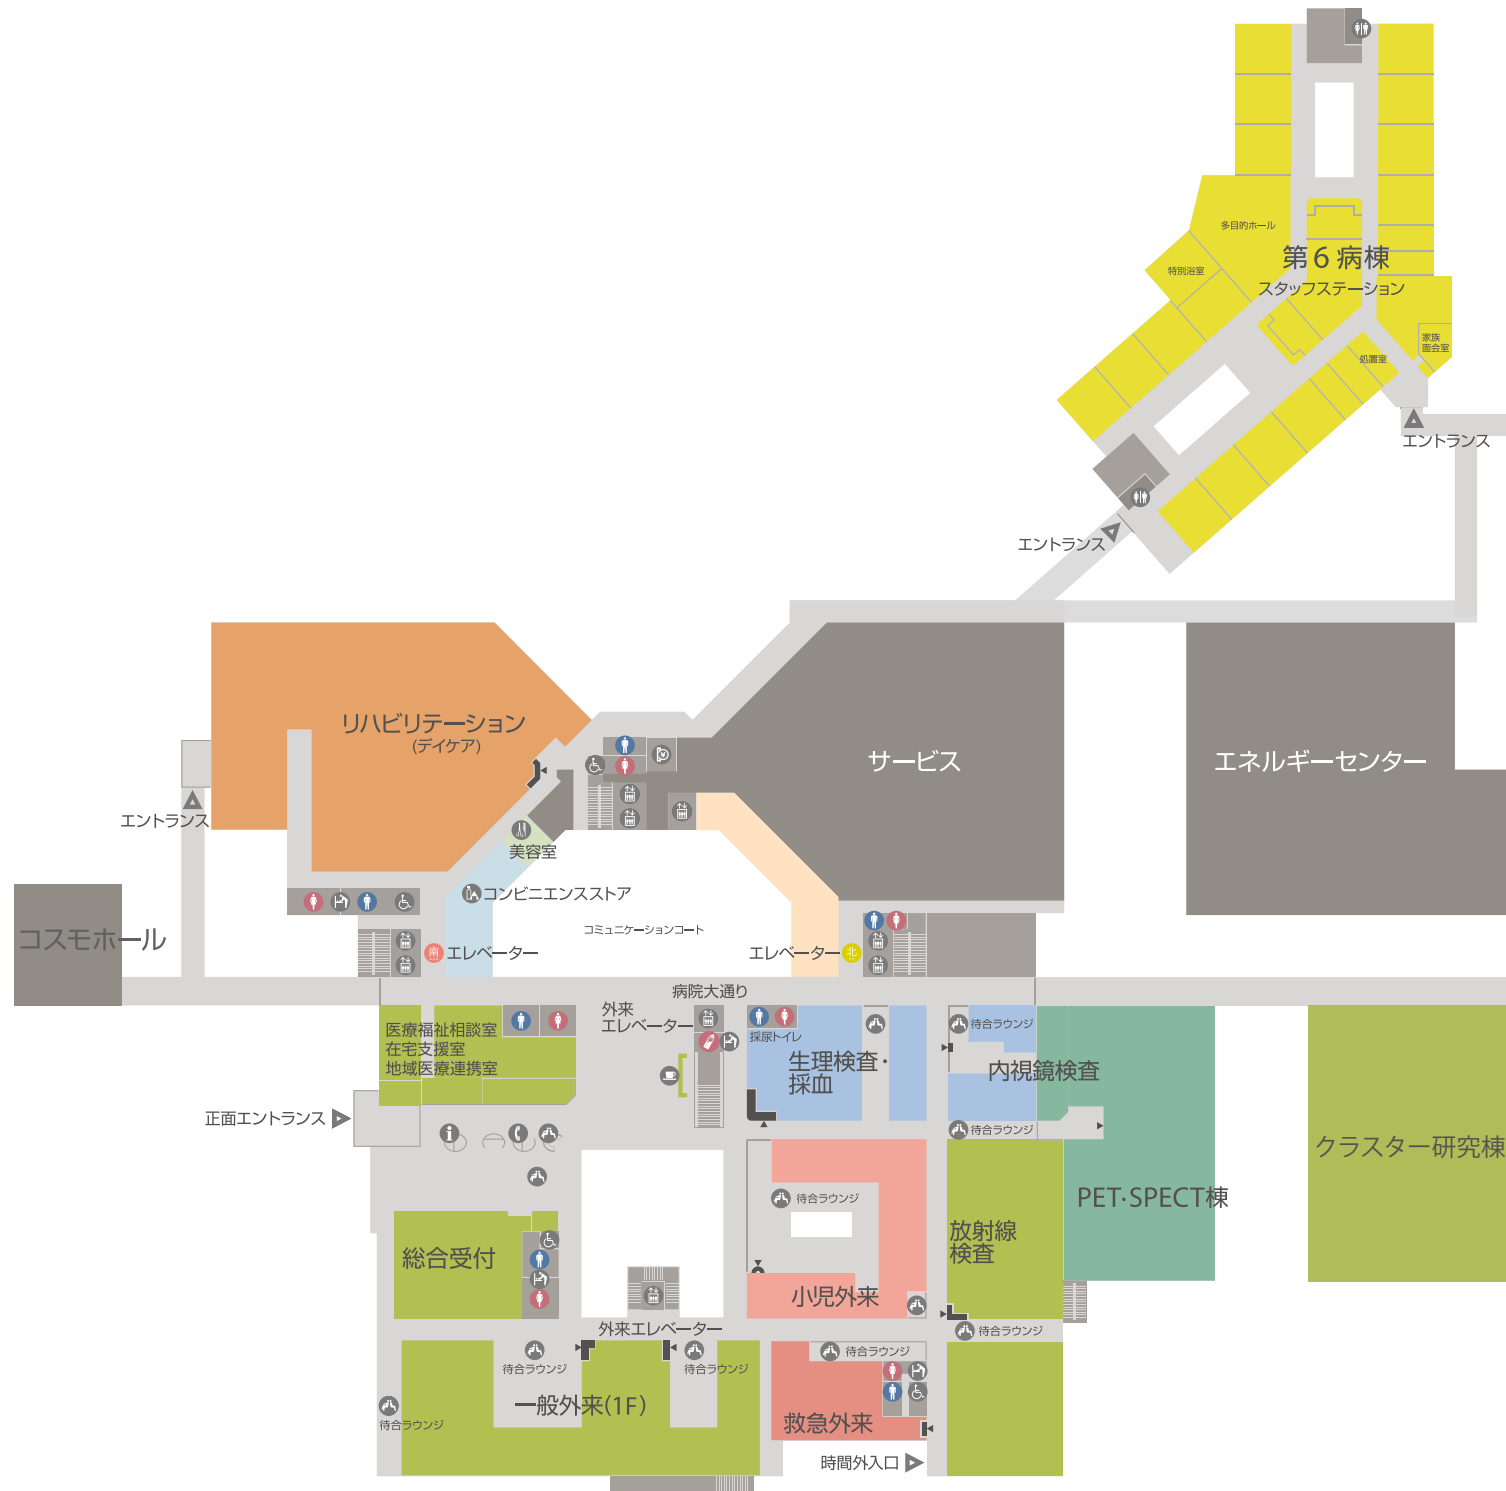 多目的ホール
第6病棟
特別浴室
スタッフステーション
家族
面会室
処置室
エントランス
エントランス
リハビリテーション
(デイケア)
サービス
エネルギーセンター
エントランス
美容室
コンビニエンスストア
コミュニケーションコート
コスモホール
南
エレベーター
エレベーター
北
病院大通り
外来
エレベーター
医療福祉相談室
在宅支援室
地域医療連携室
採尿トイレ
生理検査・
採血
待合ラウンジ
内視鏡検査
正面エントランス
待合ラウンジ
クラスター研究棟
待合ラウンジ
PET・SPECT棟
放射線
検査
総合受付
小児外来
外来エレベーター
待合ラウンジ
待合ラウンジ
待合ラウンジ
待合ラウンジ
一般外来(1F)
待合ラウンジ
救急外来
時間外入口